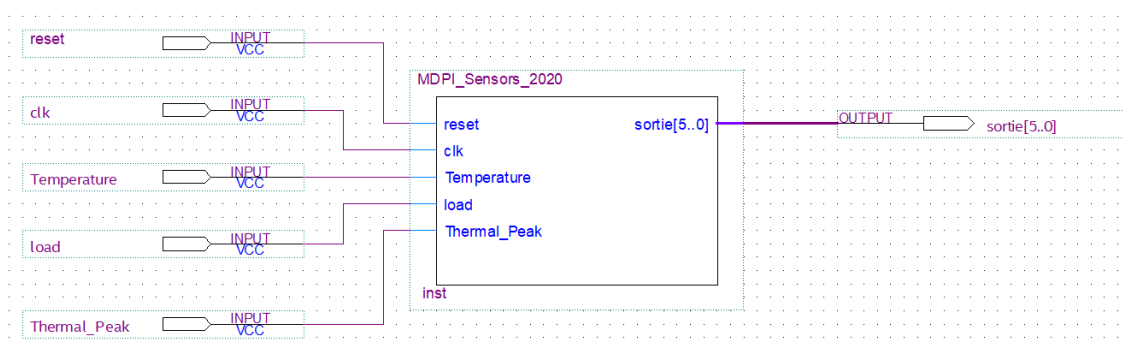 reset
INPUT
VCC
MDPI_Sensors_2020
clk
INPUT
VCC
reset
sortie[5..0]
OUTPUT
sortie[5..0]
clk
Temperature
INPUT
VCC
Temperature
load
load
INPUT
VCC
Thermal_Peak
inst
Thermal_Peak
INPUT
VCC